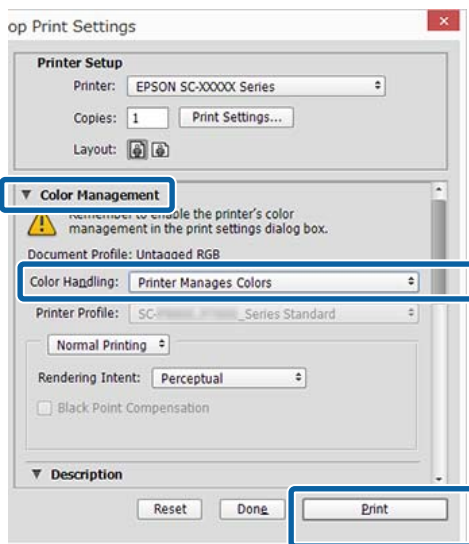 op Print Settings
Printer Setup
Printer: EPSON SC-XXXXX Series
Copies: 1 Print Settings...
Layout:
Color Management
Remember to enable the printer's color
management in the print settings dialog box.
Document Profile: Untagged RGB
Color Handling: Printer Manages Colors
Printer Profile: SC- _Series Standard
Normal Printing
Rendering Intent: Perceptual
Black Point Compensation
Description
Reset Done Print